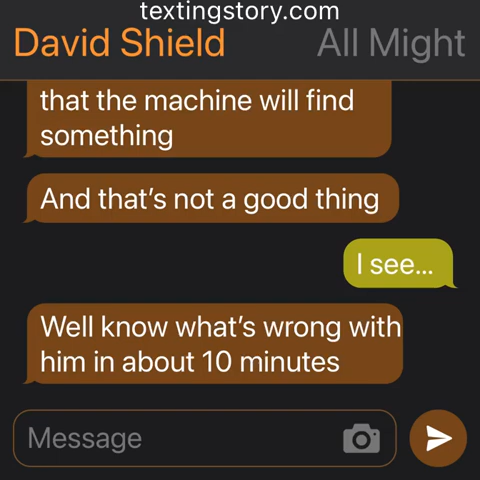 textingstory.com
David Shield
All Might
that the machine will find
something
And that's not a good thing
I see...
Well know what's wrong with
him in about 10 minutes
Message